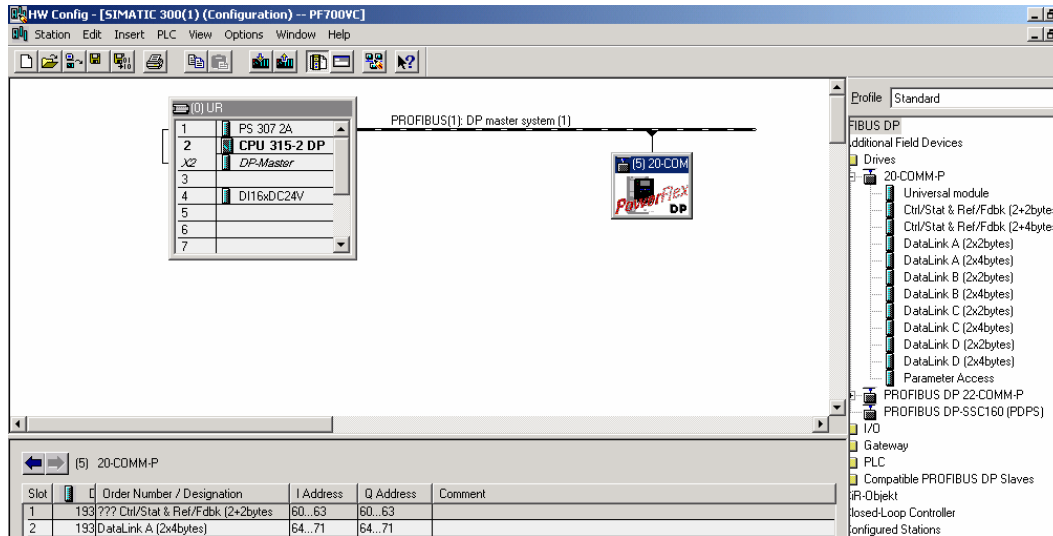 HW Config - [SIMATIC 300(1) (Configuration) -- PF700VC]
Station Edit Insert PLC View Options Window Help
(0) UR
1 PS 307 2A
2 CPU 315-2 DP
X2 DP-Master
3
4 DI16xDC24V
5
6
7
PROFIBUS(1): DP master system (1)
(5) 20-COM
PowerFlex
DP
Profile Standard
FIBUS DP
dditional Field Devices
Drives
20-COMM-P
Universal module
Ctrl/Stat & Ref/Fdbk (2+2byte
Ctrl/Stat & Ref/Fdbk (2+4byte
DataLink A (2x2bytes)
DataLink A (2x4bytes)
DataLink B (2x2bytes)
DataLink B (2x4bytes)
DataLink C (2x2bytes)
DataLink C (2x4bytes)
DataLink D (2x2bytes)
DataLink D (2x4bytes)
Parameter Access
PROFIBUS DP 22-COMM-P
PROFIBUS DP-SSC160 (PDPS)
I/O
Gateway
PLC
Compatible PROFIBUS DP Slaves
iR-Objekt
losed-Loop Controller
onfigured Stations
(5) 20-COMM-P
Slot Order Number / Designation I Address Q Address Comment
1 193 ??? Ctrl/Stat & Ref/Fdbk (2+2bytes 60...63 60...63
2 193 DataLink A (2x4bytes) 64...71 64...71